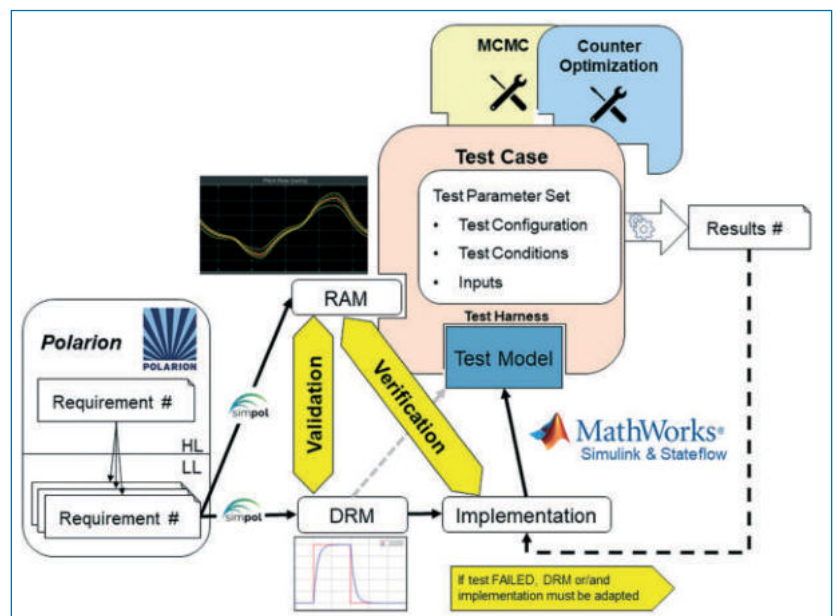 MCMC
Counter
Optimization
Test Case
Test Parameter Set
• Test Configuration
• Test Conditions
• Inputs
Results #
RAM
Test Harness
Test Model
Polarion
POLARION
Requirement #
HL
LL
Requirement #
simpol
simpol
Validation
Verification
MathWorks®
Simulink & Stateflow
DRM
Implementation
If test FAILED, DRM or/and
implementation must be adapted